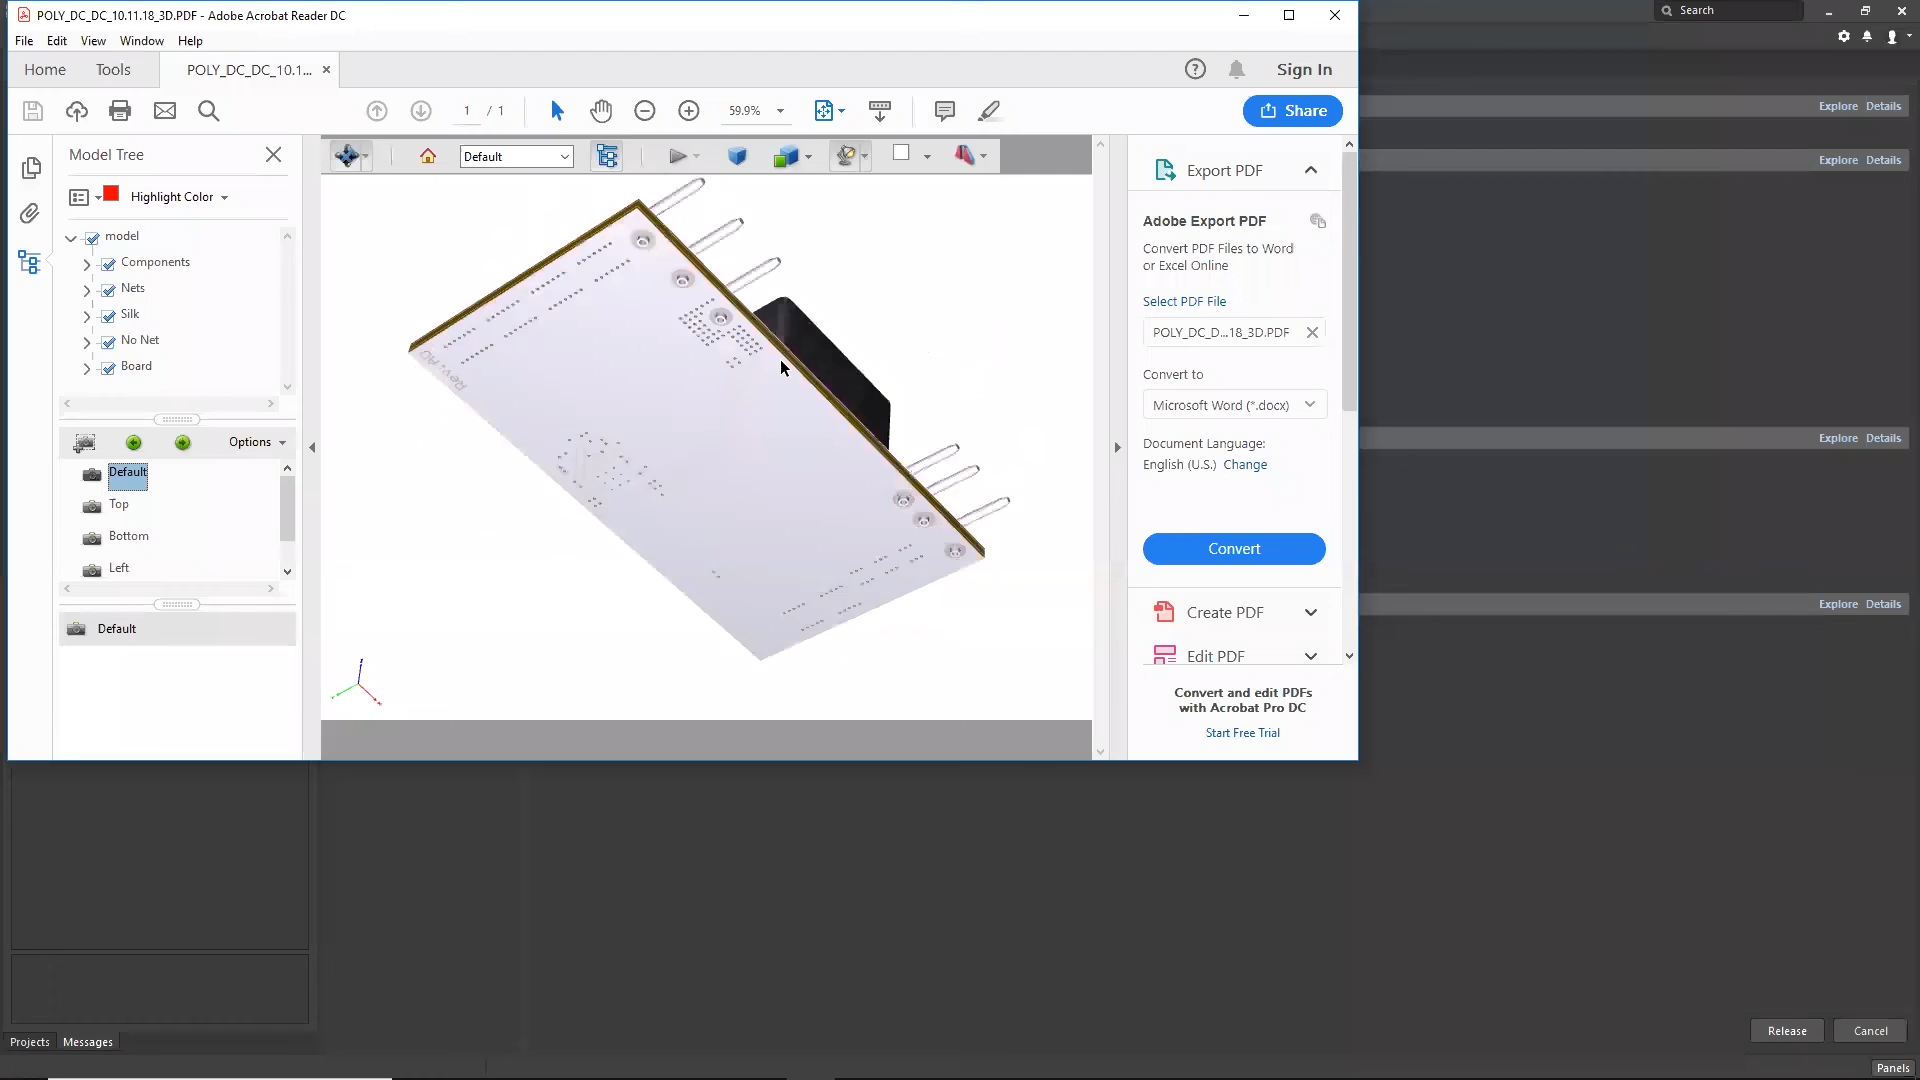 POLY_DC_DC_10.11.18_3D.PDF - Adobe Acrobat Reader DC
Search
File Edit View Window Help
Home Tools POLY_DC_DC_10.1... Sign In
1 / 1 59.9% Share
Explore Details
Explore Details
Explore Details
Explore Details
Model Tree
Default
Highlight Color
model
Components
Nets
Silk
No Net
Board
Options
Default
Top
Bottom
Left
Default
Rev: A0
Export PDF
Adobe Export PDF
Convert PDF Files to Word
or Excel Online
Select PDF File
POLY_DC_D...18_3D.PDF
Convert to
Microsoft Word (*.docx)
Document Language:
English (U.S.) Change
Convert
Create PDF
Edit PDF
Convert and edit PDFs
with Acrobat Pro DC
Start Free Trial
Release Cancel
Projects Messages
Panels